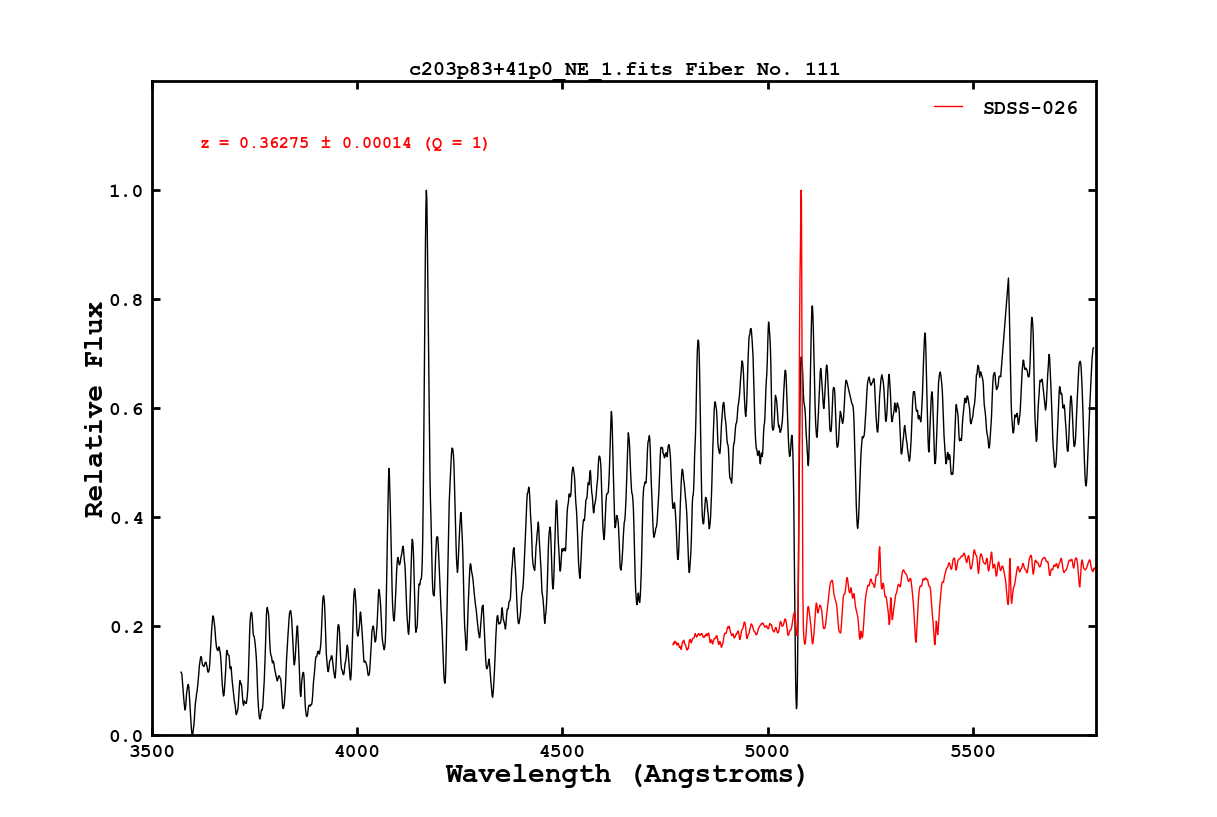 c203p83+41p0_NE_1.fits Fiber No. 111
SDSS-026
z = 0.36275 ± 0.00014 (Q = 1)
1.0
0.8
0.6
0.4
0.2
0.0
Relative Flux
3500 4000 4500 5000 5500
Wavelength (Angstroms)